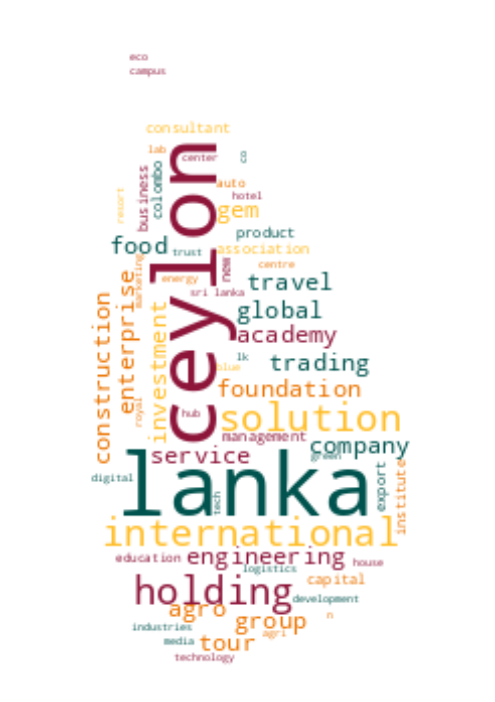 eco
campus
consultant
lab
center
co
business
colombo
ceylon
auto
resort
hotel
gem
product
food
trust
association
marketing
energy
new
centre
sri lanka
travel
enterprise
global
construction
investment
academy
lk
trading
blue
foundation
royal
hub
solution
management
company
service
green
lanka
digital
tech
export
institute
international
education
engineering
house
logistics
capital
holding
development
agro
n
group
industries
agri
media
tour
technology